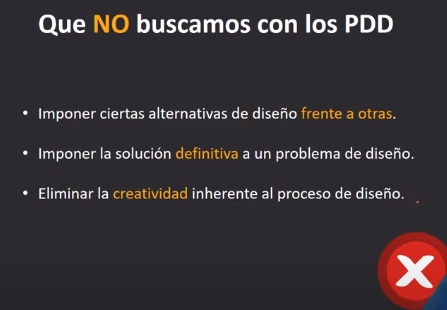 Que NO buscamos con los PDD
• Imponer ciertas alternativas de diseño frente a otras.
• Imponer la solución definitiva a un problema de diseño.
• Eliminar la creatividad inherente al proceso de diseño.